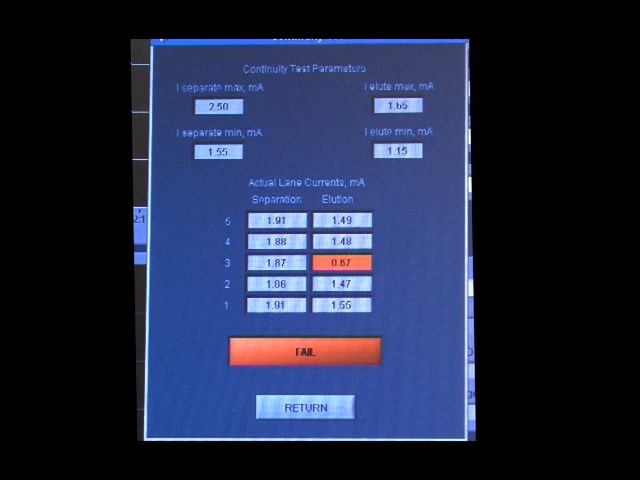 Continuity Test Parameters
I separate max, mA I elute max, mA
2.50 1.65
I separate min, mA I elute min, mA
1.55 1.15
Actual Lane Currents, mA
Separation Elution
5 1.91 1.49
4 1.88 1.48
3 1.87 0.67
2 1.86 1.47
1 1.91 1.55
FAIL
RETURN